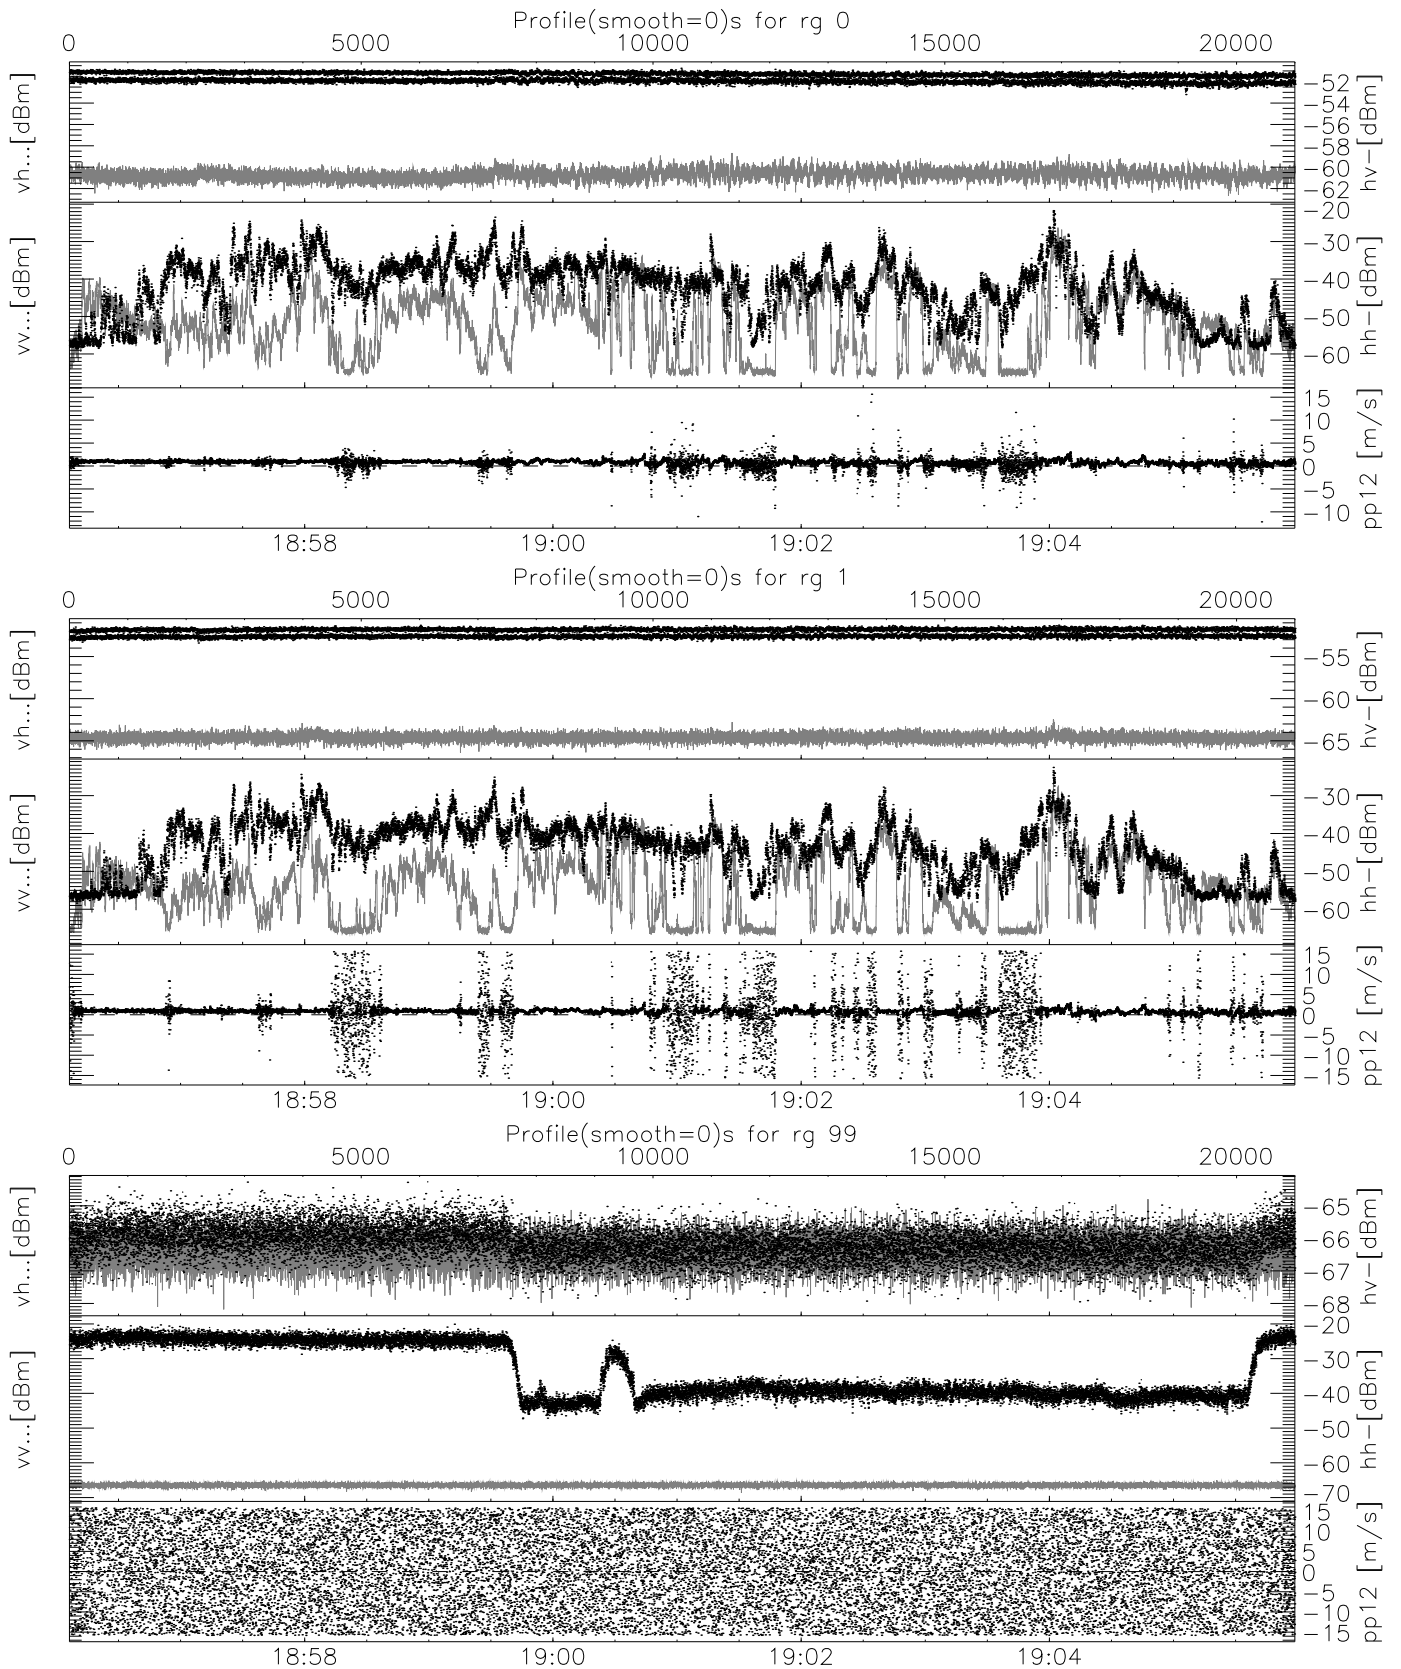 Profile(smooth=0)s for rg 0
0 5000 10000 15000 20000
vh...[dBm]
-52
-54
-56
-58
-60
-62
hv-[dBm]
vv...[dBm]
-20
-30
-40
-50
-60
hh-[dBm]
15
10
5
0
-5
-10
pp12 [m/s]
18:58 19:00 19:02 19:04
Profile(smooth=0)s for rg 1
0 5000 10000 15000 20000
vh...[dBm]
-55
-60
-65
hv-[dBm]
vv...[dBm]
-30
-40
-50
-60
hh-[dBm]
15
10
5
0
-5
-10
-15
pp12 [m/s]
18:58 19:00 19:02 19:04
Profile(smooth=0)s for rg 99
0 5000 10000 15000 20000
vh...[dBm]
-65
-66
-67
-68
hv-[dBm]
vv...[dBm]
-20
-30
-40
-50
-60
-70
hh-[dBm]
15
10
5
0
-5
-10
-15
pp12 [m/s]
18:58 19:00 19:02 19:04